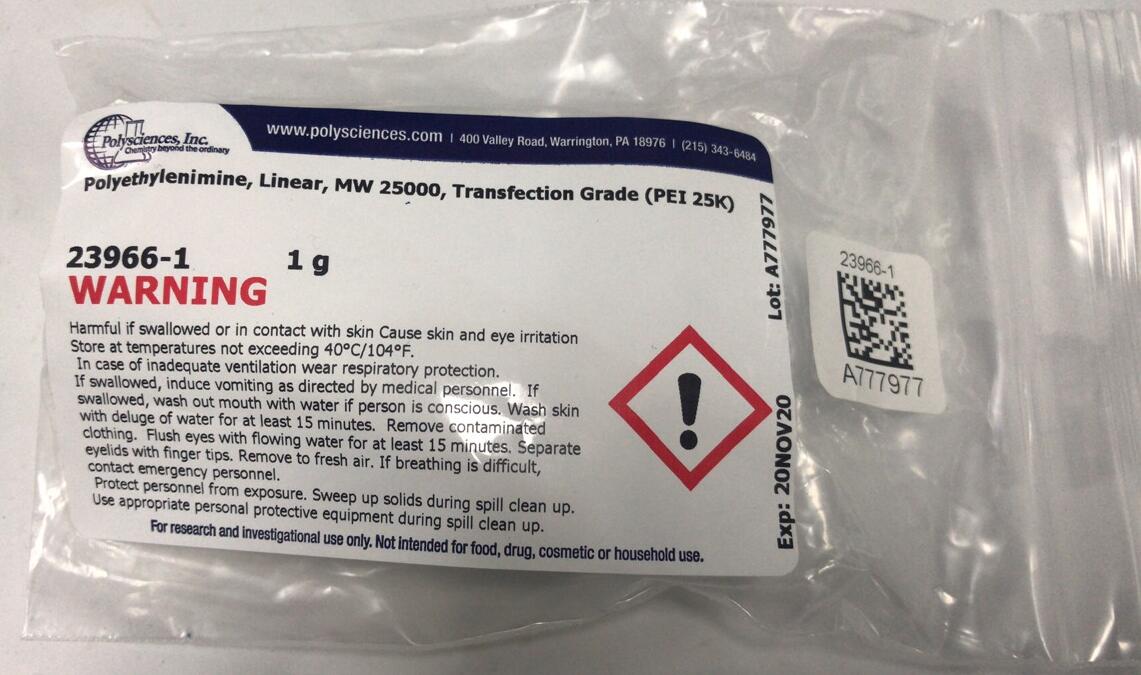 Polysciences, Inc.
Chemistry beyond the ordinary
www.polysciences.com | 400 Valley Road, Warrington, PA 18976 | (215) 343-6484
Polyethylenimine, Linear, MW 25000, Transfection Grade (PEI 25K)
23966-1 1 g
WARNING
Harmful if swallowed or in contact with skin Cause skin and eye irritation
Store at temperatures not exceeding 40°C/104°F.
In case of inadequate ventilation wear respiratory protection.
If swallowed, induce vomiting as directed by medical personnel. If
swallowed, wash out mouth with water if person is conscious. Wash skin
with deluge of water for at least 15 minutes. Remove contaminated
clothing. Flush eyes with flowing water for at least 15 minutes. Separate
eyelids with finger tips. Remove to fresh air. If breathing is difficult,
contact emergency personnel.
Protect personnel from exposure. Sweep up solids during spill clean up.
Use appropriate personal protective equipment during spill clean up.
For research and investigational use only. Not intended for food, drug, cosmetic or household use.
Lot: A777977
Exp: 20NOV20
23966-1
A777977